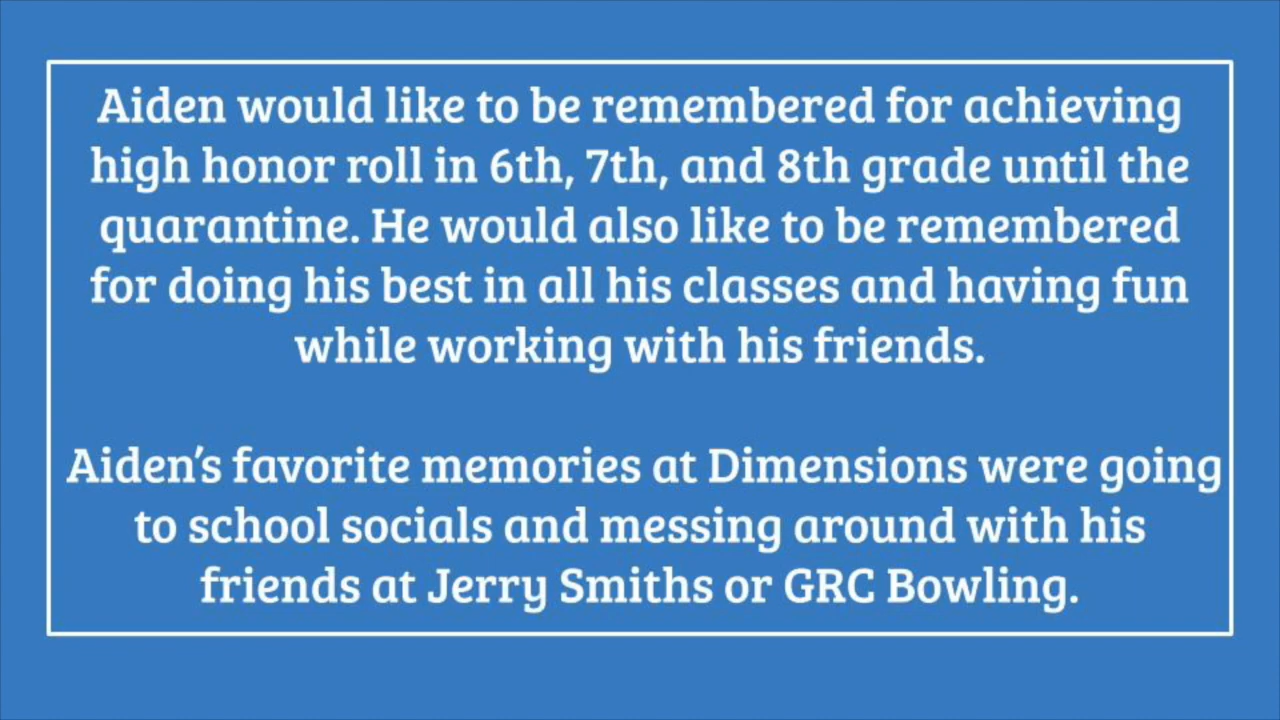 Aiden would like to be remembered for achieving
high honor roll in 6th, 7th, and 8th grade until the
quarantine. He would also like to be remembered
for doing his best in all his classes and having fun
while working with his friends.
Aiden's favorite memories at Dimensions were going
to school socials and messing around with his
friends at Jerry Smiths or GRC Bowling.